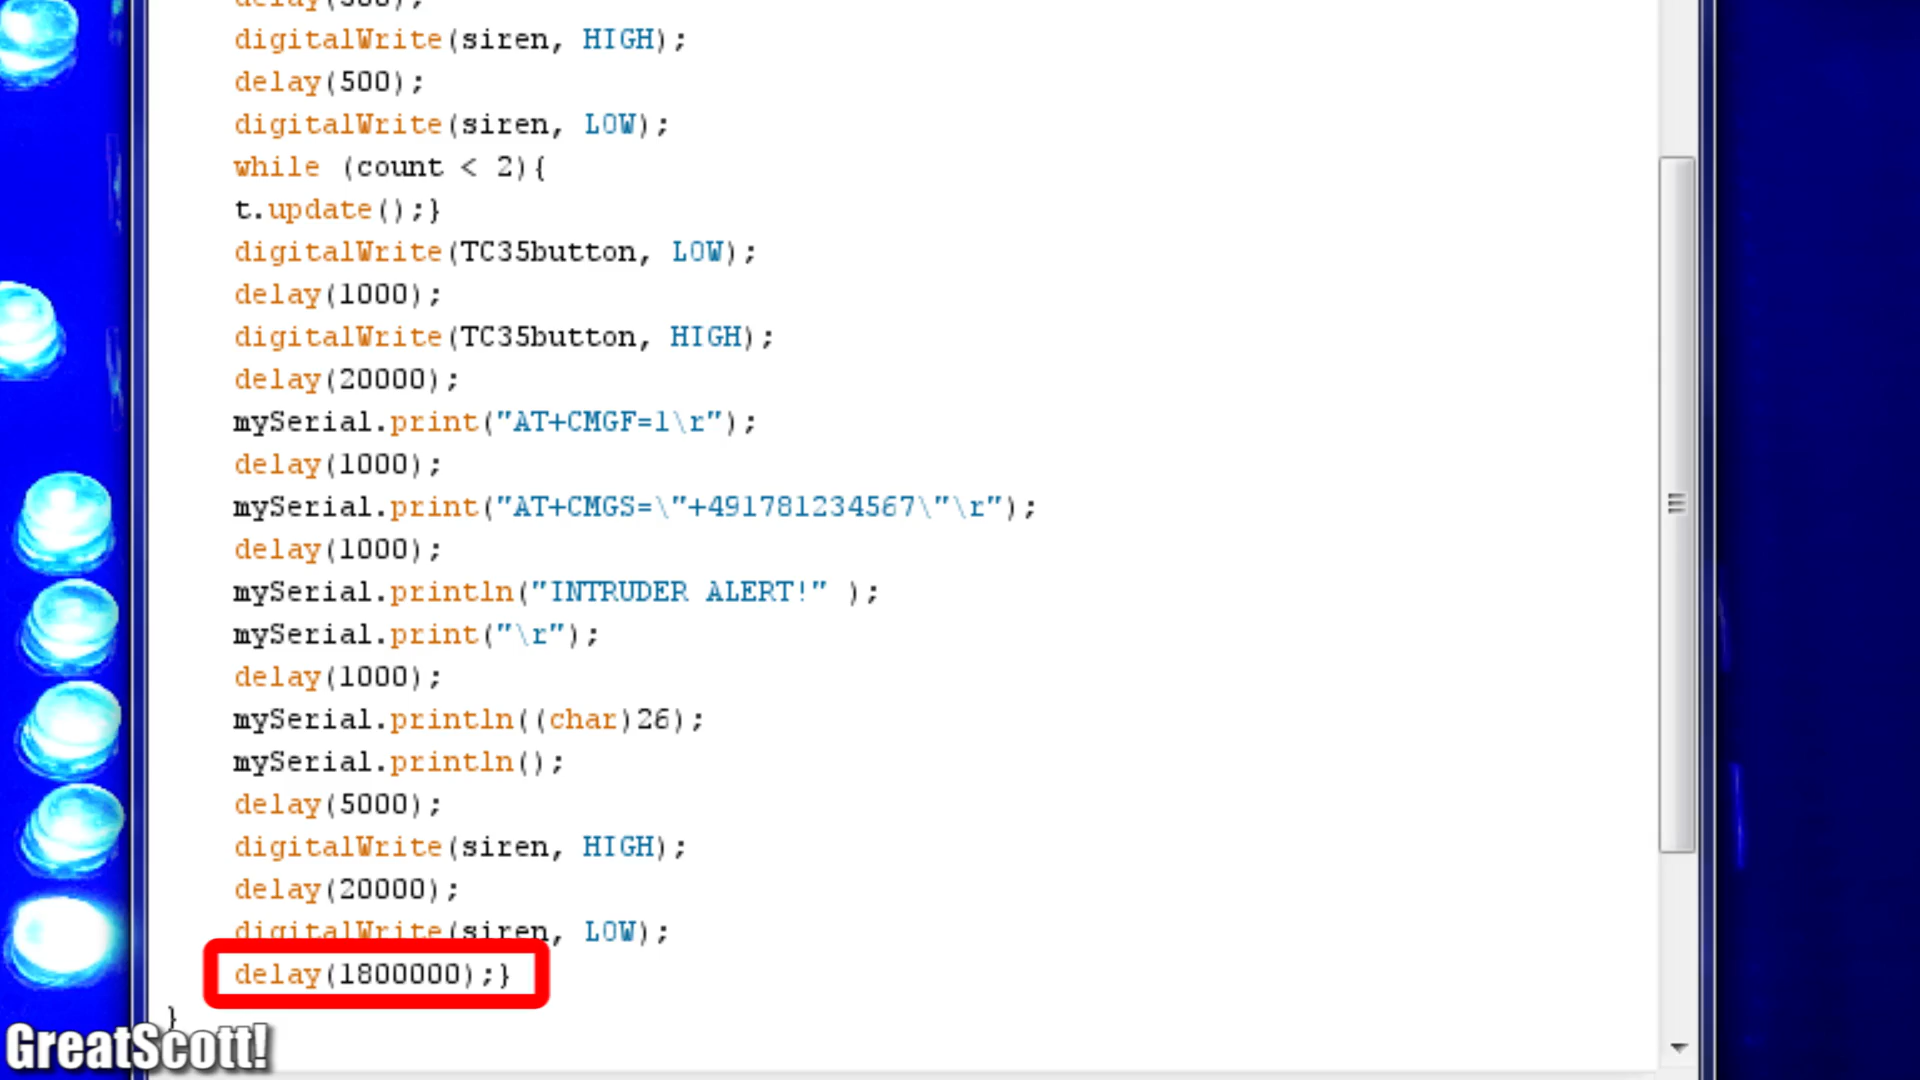 delay(500);
digitalWrite(siren, HIGH);
delay(500);
digitalWrite(siren, LOW);
while (count < 2){
t.update();}
digitalWrite(TC35button, LOW);
delay(1000);
digitalWrite(TC35button, HIGH);
delay(20000);
mySerial.print("AT+CMGF=1\r");
delay(1000);
mySerial.print("AT+CMGS=\"+491781234567\"\r");
delay(1000);
mySerial.println("INTRUDER ALERT!" );
mySerial.print("\r");
delay(1000);
mySerial.println((char)26);
mySerial.println();
delay(5000);
digitalWrite(siren, HIGH);
delay(20000);
digitalWrite(siren, LOW);
delay(1800000);}
}
GreatScott!